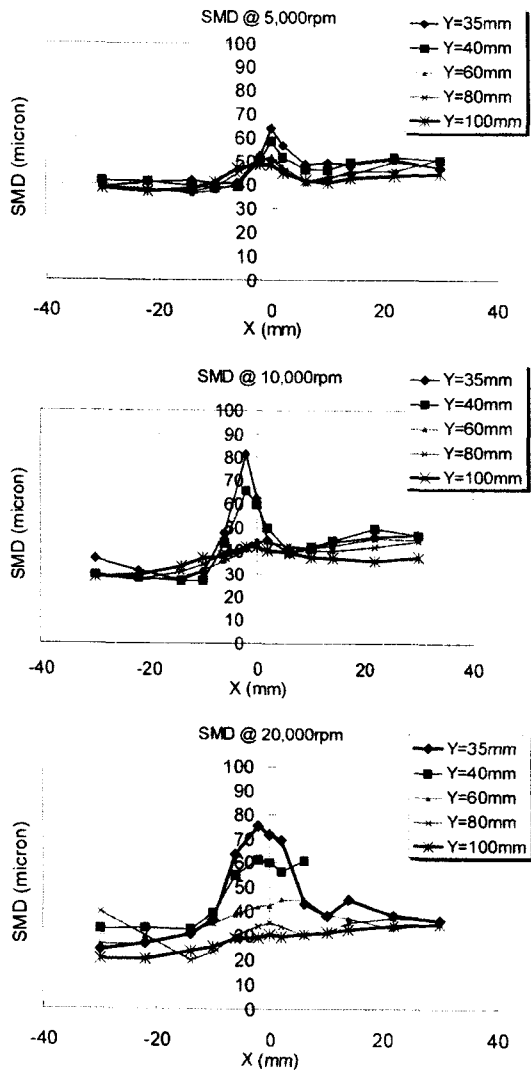 SMD @ 5,000rpm
100
90
80
70
60
50
40
30
20
10
0
SMD (micron)
-40
-20
0
20
40
X (mm)
Y=35mm
Y=40mm
Y=60mm
Y=80mm
Y=100mm
SMD @ 10,000rpm
100
90
80
70
60
50
40
30
20
10
0
SMD (micron)
-40
-20
0
20
40
X (mm)
Y=35mm
Y=40mm
Y=60mm
Y=80mm
Y=100mm
SMD @ 20,000rpm
100
90
80
70
60
50
40
30
20
10
0
SMD (micron)
-40
-20
0
20
40
X (mm)
Y=35mm
Y=40mm
Y=60mm
Y=80mm
Y=100mm